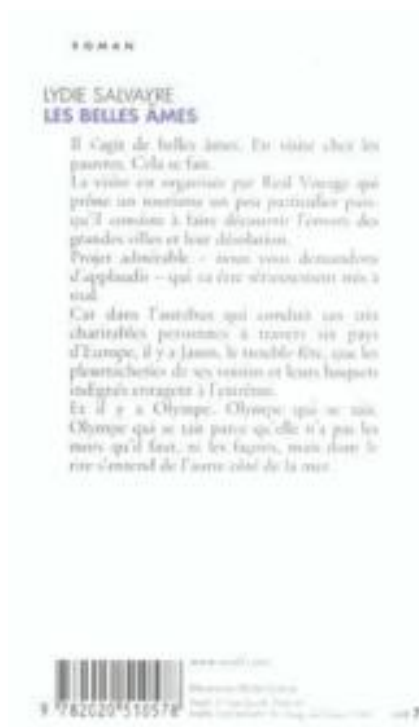 ROMAN
LYDIE SALVAYRE
LES BELLES ÂMES
Il s'agit de belles âmes. En visite chez les
pauvres. Cela se fait.
La visite est organisée par Real Voyage qui
prône un tourisme un peu particulier puis-
qu'il consiste à faire découvrir l'envers des
grandes villes et leur désolation.
Projet admirable – nous vous demandons
d'applaudir – qui va être sérieusement mis à
mal.
Car dans l'autobus qui conduit ces très
charitables personnes à travers six pays
d'Europe, il y a Jason, le trouble-fête, que les
pleurnicheries de ses voisins et leurs hoquets
indignés enragent à l'extrême.
Et il y a Olympe. Olympe qui se tait.
Olympe qui se tait parce qu'elle n'a pas les
mots qu'il faut, ni les façons, mais dont le
rire s'entend de l'autre côté de la mer.
9 782020 510578